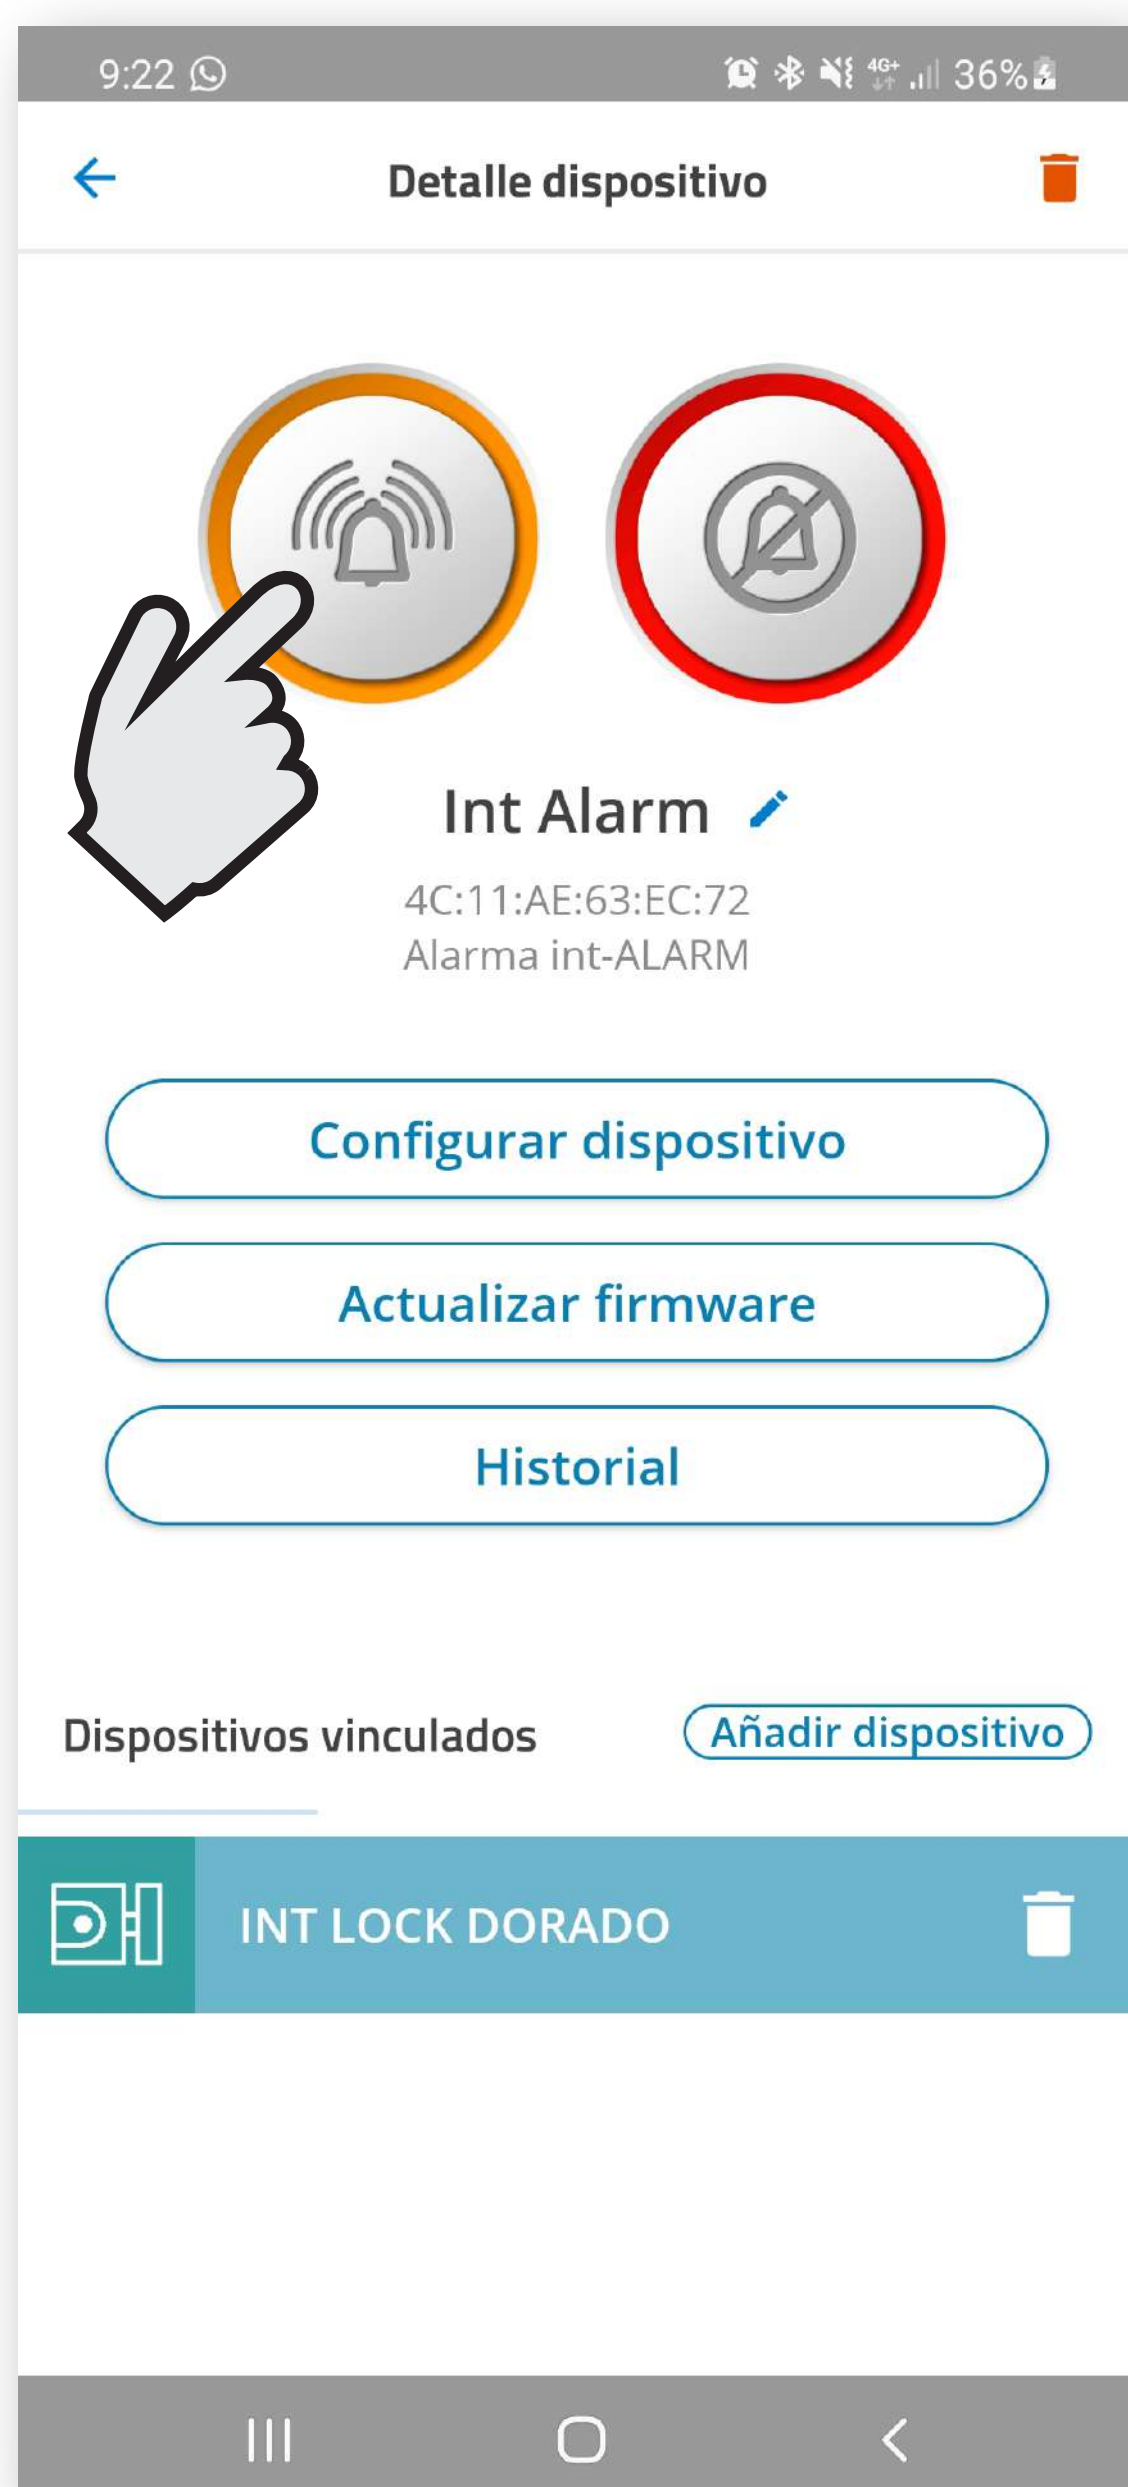 9:22
4G+ 36%
Detalle dispositivo
Int Alarm
4C:11:AE:63:EC:72
Alarma int-ALARM
Configurar dispositivo
Actualizar firmware
Historial
Dispositivos vinculados
Añadir dispositivo
INT LOCK DORADO